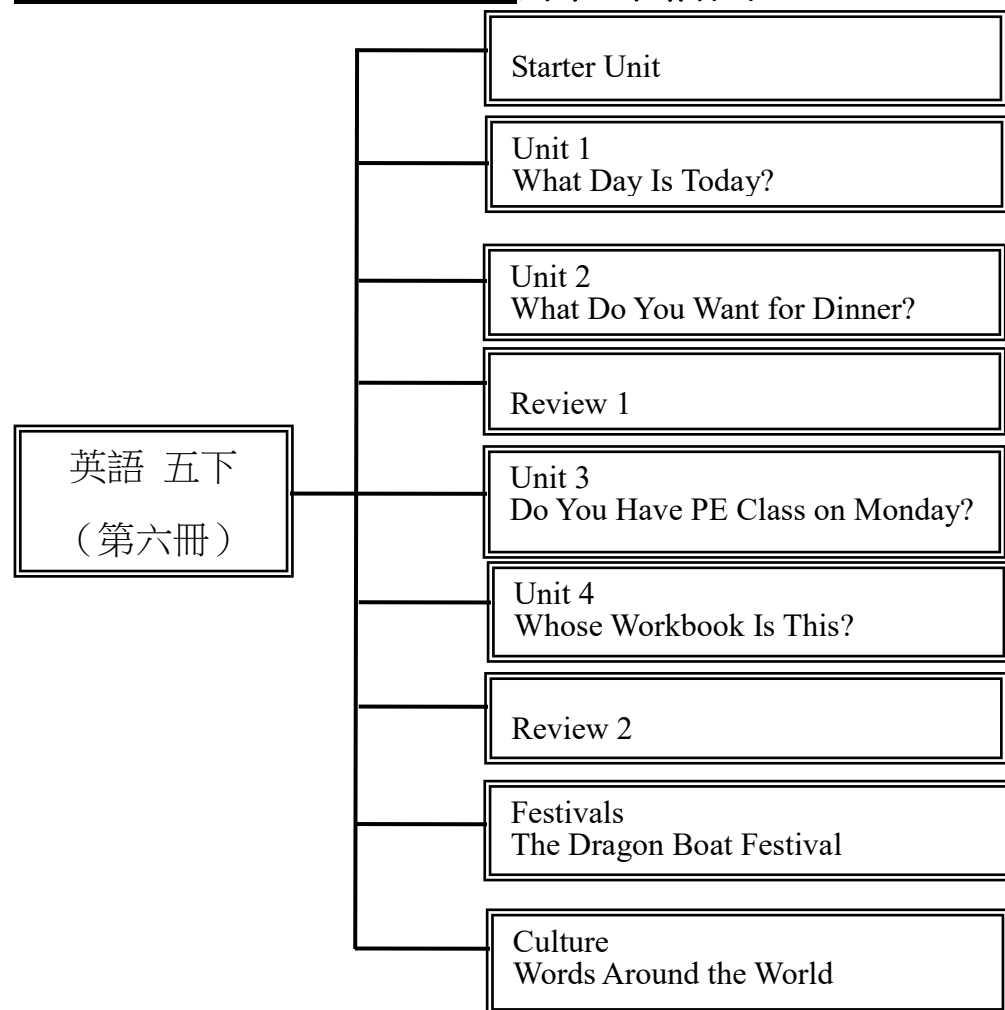 Starter Unit
Unit 1
What Day Is Today?
Unit 2
What Do You Want for Dinner?
Review 1
英語 五下
（第六冊）
Unit 3
Do You Have PE Class on Monday?
Unit 4
Whose Workbook Is This?
Review 2
Festivals
The Dragon Boat Festival
Culture
Words Around the World